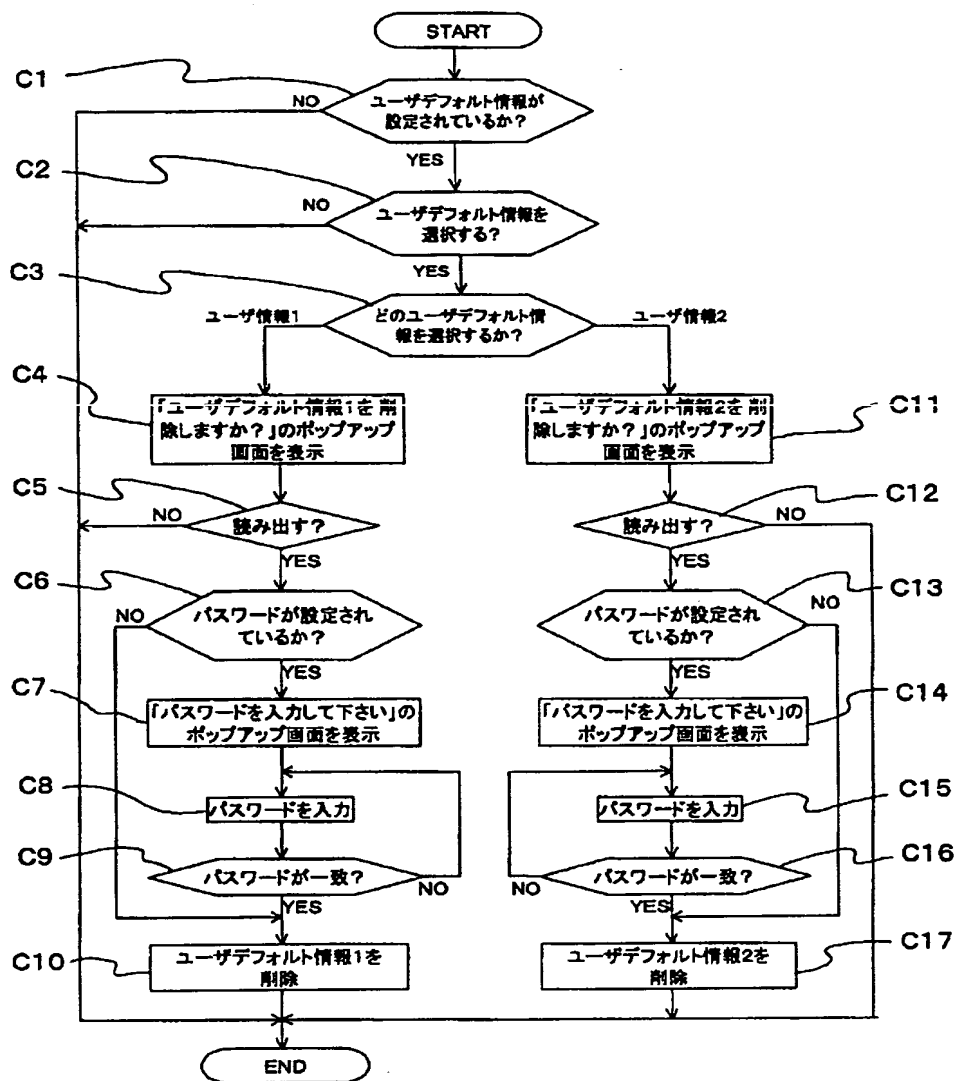 START
C1
ユーザデフォルト情報が
設定されているか?
NO
YES
C2
ユーザデフォルト情報を
選択する?
NO
YES
C3
どのユーザデフォルト情
報を選択するか?
ユーザ情報1
ユーザ情報2
C4
「ユーザデフォルト情報1を削
除しますか?」のポップアップ
画面を表示
C5
読み出す?
NO
YES
C6
パスワードが設定され
ているか?
NO
YES
C7
「パスワードを入力して下さい」の
ポップアップ画面を表示
C8
パスワードを入力
C9
パスワードが一致?
NO
YES
C10
ユーザデフォルト情報1を
削除
C11
「ユーザデフォルト情報2を削
除しますか?」のポップアップ
画面を表示
C12
読み出す?
NO
YES
C13
パスワードが設定され
ているか?
NO
YES
C14
「パスワードを入力して下さい」の
ポップアップ画面を表示
C15
パスワードを入力
C16
パスワードが一致?
NO
YES
C17
ユーザデフォルト情報2を
削除
END